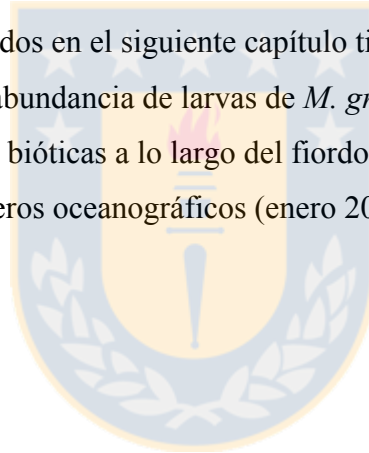 dos en el siguiente capítulo ti
abundancia de larvas de M. gr
bióticas a lo largo del fiordo
eros oceanográficos (enero 20